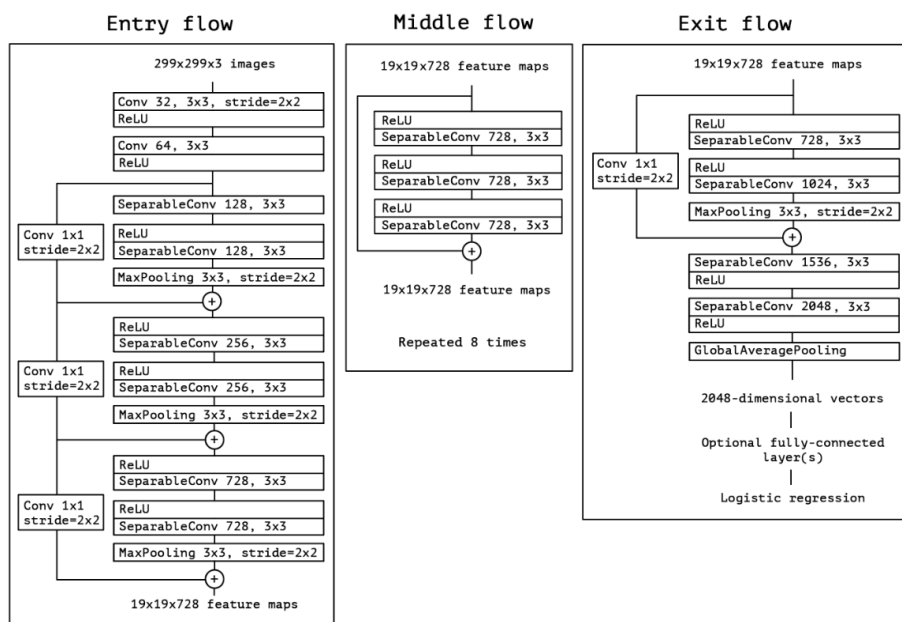 Entry flow
299x299x3 images
Conv 32, 3x3, stride=2x2
ReLU
Conv 64, 3x3
ReLU
SeparableConv 128, 3x3
Conv 1x1
stride=2x2
ReLU
SeparableConv 128, 3x3
MaxPooling 3x3, stride=2x2
+
ReLU
SeparableConv 256, 3x3
Conv 1x1
stride=2x2
ReLU
SeparableConv 256, 3x3
MaxPooling 3x3, stride=2x2
+
ReLU
SeparableConv 728, 3x3
Conv 1x1
stride=2x2
ReLU
SeparableConv 728, 3x3
MaxPooling 3x3, stride=2x2
+
19x19x728 feature maps
Middle flow
19x19x728 feature maps
ReLU
SeparableConv 728, 3x3
ReLU
SeparableConv 728, 3x3
ReLU
SeparableConv 728, 3x3
+
19x19x728 feature maps
Repeated 8 times
Exit flow
19x19x728 feature maps
ReLU
SeparableConv 728, 3x3
Conv 1x1
stride=2x2
ReLU
SeparableConv 1024, 3x3
MaxPooling 3x3, stride=2x2
+
SeparableConv 1536, 3x3
ReLU
SeparableConv 2048, 3x3
ReLU
GlobalAveragePooling
2048-dimensional vectors
Optional fully-connected
layer(s)
Logistic regression